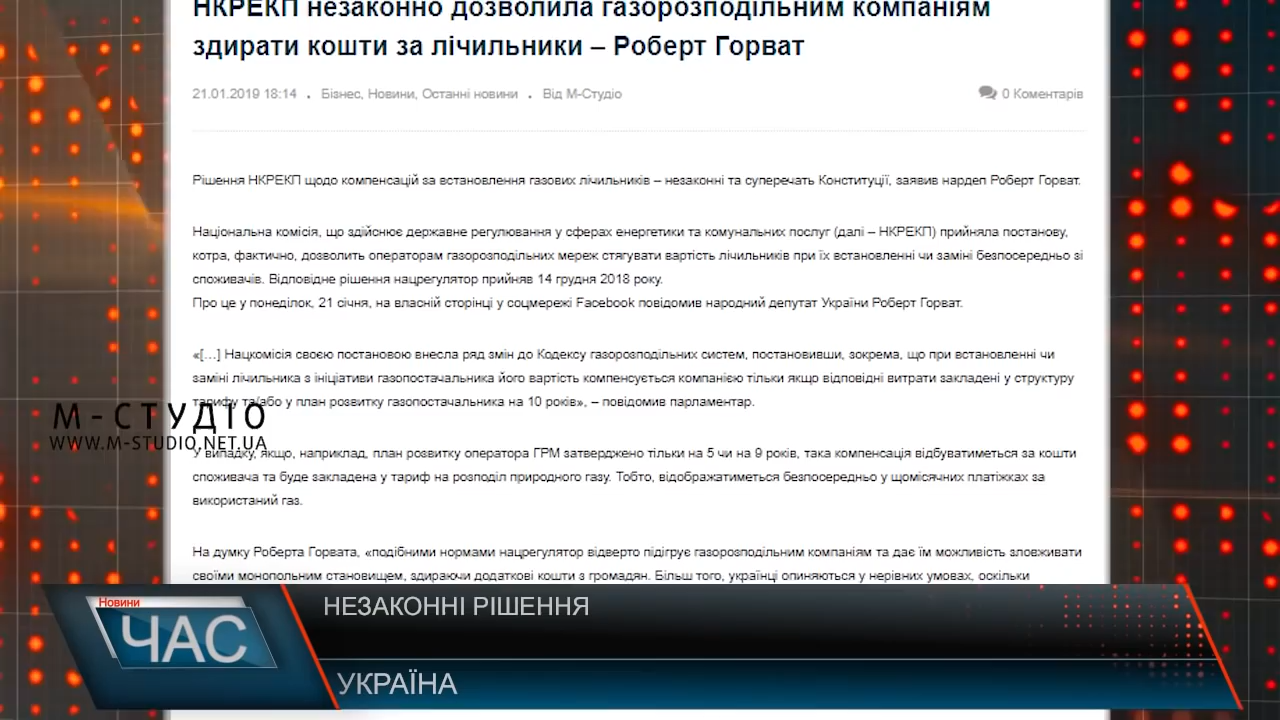 НКРЕКП незаконно дозволила газорозподільним компаніям
здирати кошти за лічильники – Роберт Горват
21.01.2019 18:14 . Бізнес, Новини, Останні новини . Від М-Студіо
0 Коментарів
Рішення НКРЕКП щодо компенсацій за встановлення газових лічильників – незаконні та суперечать Конституції, заявив нардеп Роберт Горват.
Національна комісія, що здійснює державне регулювання у сферах енергетики та комунальних послуг (далі – НКРЕКП) прийняла постанову,
котра, фактично, дозволить операторам газорозподільних мереж стягувати вартість лічильників при їх встановленні чи заміні безпосередньо зі
споживачів. Відповідне рішення нацрегулятор прийняв 14 грудня 2018 року.
Про це у понеділок, 21 січня, на власній сторінці у соцмережі Facebook повідомив народний депутат України Роберт Горват.
«[…] Нацкомісія своєю постановою внесла ряд змін до Кодексу газорозподільних систем, постановивши, зокрема, що при встановленні чи
заміні лічильника з ініціативи газопостачальника його вартість компенсується компанією тільки якщо відповідні витрати закладені у структуру
тарифу та/або у план розвитку газопостачальника на 10 років», – повідомив парламентар.
М-СТУДІО
WWW.M-STUDIO.NET.UA
У випадку, якщо, наприклад, план розвитку оператора ГРМ затверджено тільки на 5 чи на 9 років, така компенсація відбуватиметься за кошти
споживача та буде закладена у тариф на розподіл природного газу. Тобто, відображатиметься безпосередньо у щомісячних платіжках за
використаний газ.
На думку Роберта Горвата, «подібними нормами нацрегулятор відверто підігрує газорозподільним компаніям та дає їм можливість зловживати
своїми монопольним становищем, здираючи додаткові кошти з громадян. Більш того, українці опиняються у нерівних умовах, оскільки
Новини
ЧАС
НЕЗАКОННІ РІШЕННЯ
УКРАЇНА